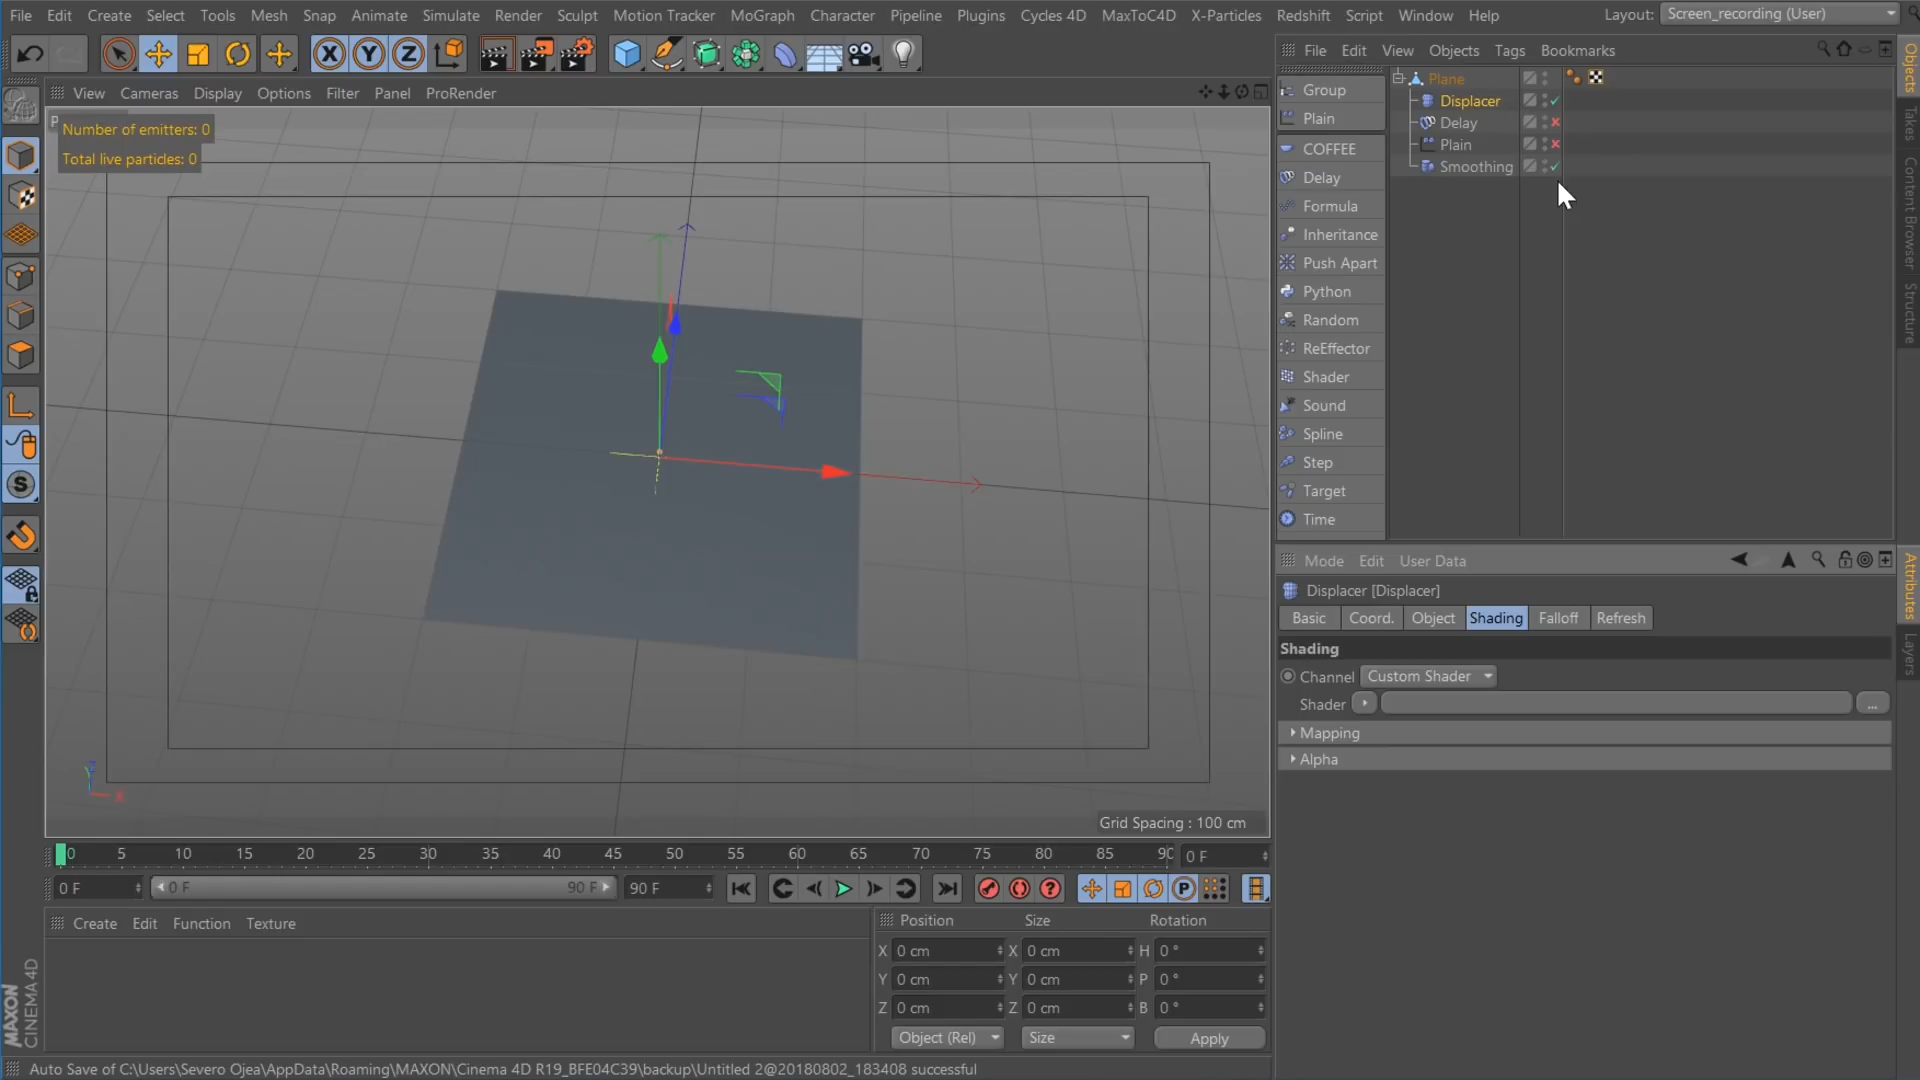 File Edit Create Select Tools Mesh Snap Animate Simulate Render Sculpt Motion Tracker MoGraph Character Pipeline Plugins Cycles 4D MaxToC4D X-Particles Redshift Script Window Help Layout: Screen_recording (User)
X Y Z
File Edit View Objects Tags Bookmarks
View Cameras Display Options Filter Panel ProRender
Number of emitters: 0
Total live particles: 0
Grid Spacing : 100 cm
Z
X
S
Group
Plain
COFFEE
Delay
Formula
Inheritance
Push Apart
Python
Random
ReEffector
Shader
Sound
Spline
Step
Target
Time
Plane
Displacer
Delay
Plain
Smoothing
Objects
Takes
Content Browser
Structure
Mode Edit User Data
Displacer [Displacer]
Basic Coord. Object Shading Falloff Refresh
Shading
Channel Custom Shader
Shader ...
Mapping
Alpha
Attributes
Layers
0 5 10 15 20 25 30 35 40 45 50 55 60 65 70 75 80 85 90 0 F
0 F 0 F 90 F 90 F P
Create Edit Function Texture
Position Size Rotation
X 0 cm X 0 cm H 0 °
Y 0 cm Y 0 cm P 0 °
Z 0 cm Z 0 cm B 0 °
Object (Rel) Size Apply
MAXON
CINEMA 4D
Auto Save of C:\Users\Severo Ojea\AppData\Roaming\MAXON\Cinema 4D R19_BFE04C39\backup\Untitled 2@20180802_183408 successful